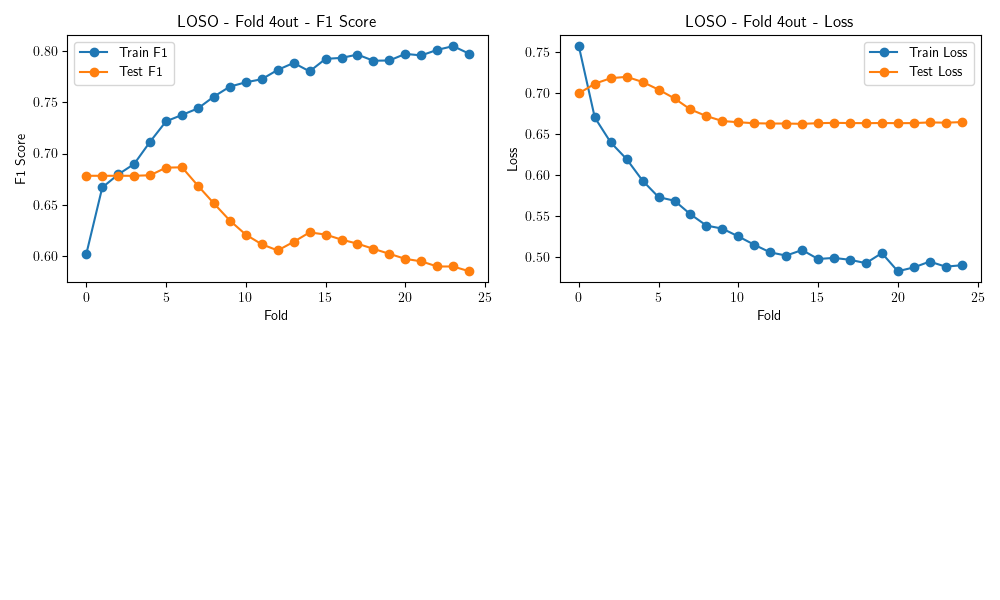 LOSO - Fold 4out - F1 Score
F1 Score
0.80
0.75
0.70
0.65
0.60
Train F1
Test F1
0 5 10 15 20 25
Fold
LOSO - Fold 4out - Loss
Loss
0.75
0.70
0.65
0.60
0.55
0.50
Train Loss
Test Loss
0 5 10 15 20 25
Fold